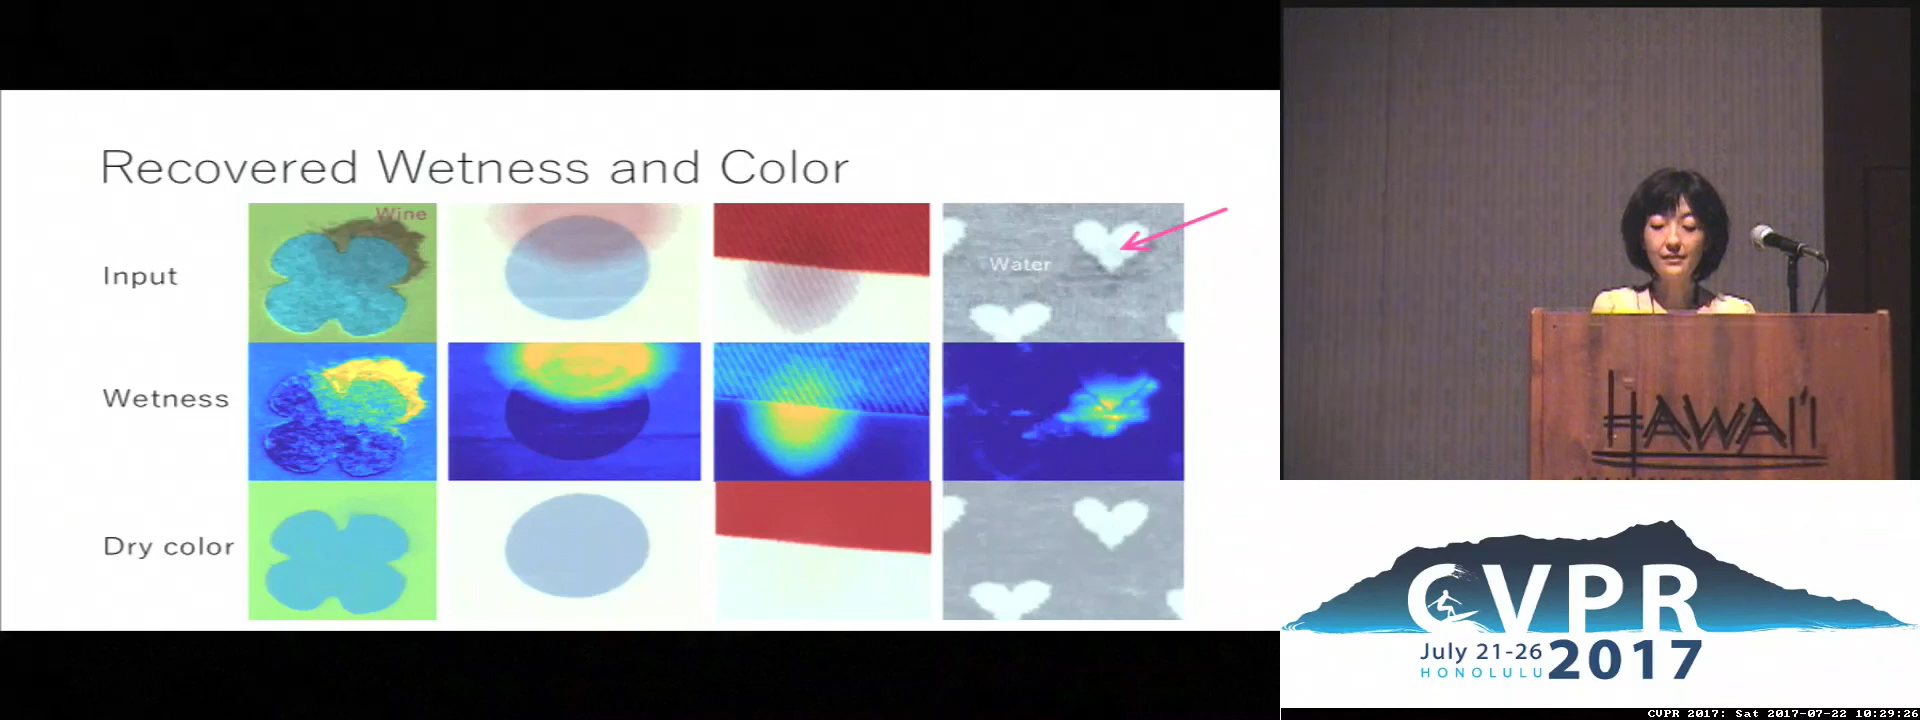 Recovered Wetness and Color
Wine
Input
Water
Wetness
Dry color
HAWAI'I
CVPR
July 21-26
HONOLULU
2017
CVPR 2017: Sat 2017-07-22 10:29:26